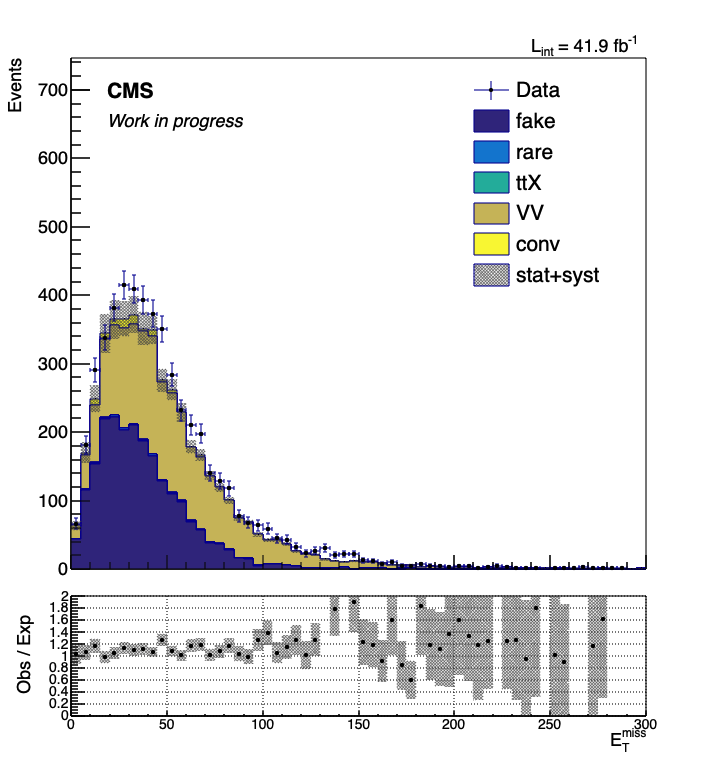 L_int = 41.9 fb⁻¹
Events
700
600
500
400
300
200
100
0
CMS
Work in progress
Data
fake
rare
ttX
VV
conv
stat+syst
Obs / Exp
2
1.8
1.6
1.4
1.2
1
0.8
0.6
0.4
0.2
0
0 50 100 150 200 250 300
E_T^miss